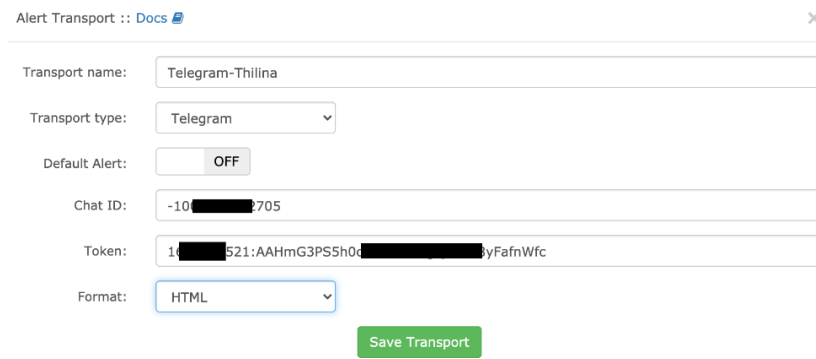 Alert Transport :: Docs
Transport name: Telegram-Thilina
Transport type: Telegram
Default Alert: OFF
Chat ID: -10 2705
Token: 16 521:AAHmG3PS5h0 yFafnWfc
Format: HTML
Save Transport